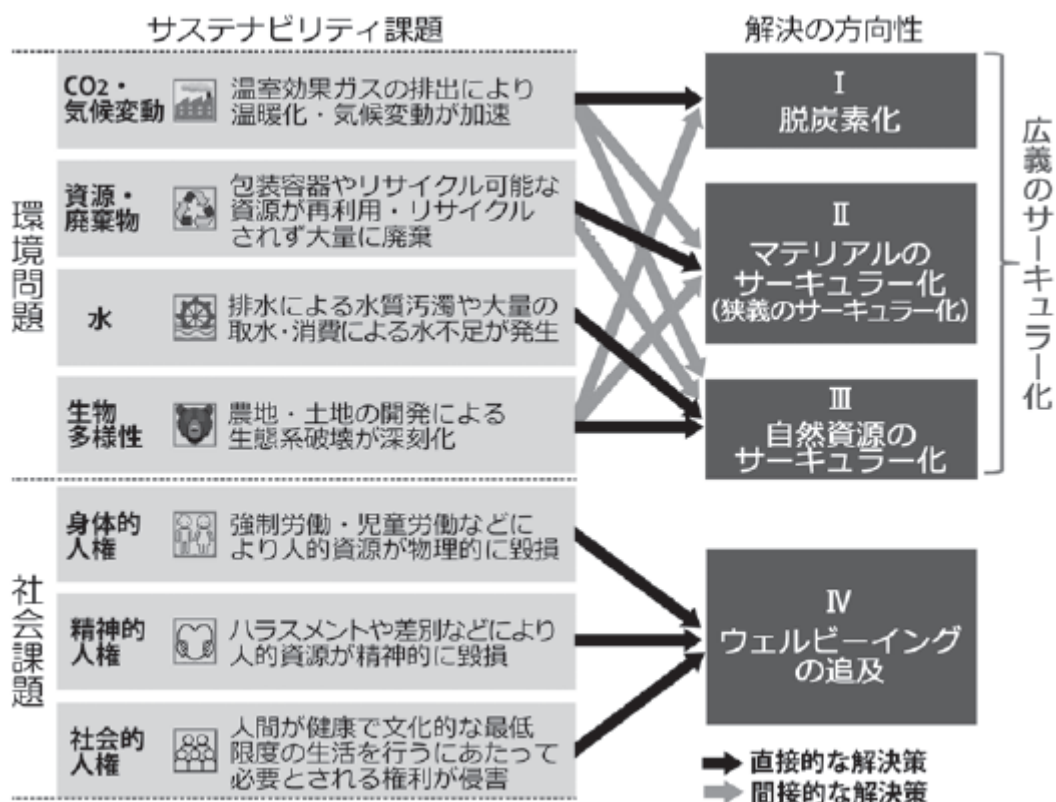 サステナビリティ課題
解決の方向性
環境問題
CO2・
気候変動
温室効果ガスの排出により
温暖化・気候変動が加速
資源・
廃棄物
包装容器やリサイクル可能な
資源が再利用・リサイクル
されず大量に廃棄
水
排水による水質汚濁や大量の
取水・消費による水不足が発生
生物
多様性
農地・土地の開発による
生態系破壊が深刻化
社会課題
身体的
人権
強制労働・児童労働などに
より人的資源が物理的に毀損
精神的
人権
ハラスメントや差別などにより
人的資源が精神的に毀損
社会的
人権
人間が健康で文化的な最低
限度の生活を行うにあたって
必要とされる権利が侵害
Ⅰ
脱炭素化
Ⅱ
マテリアルの
サーキュラー化
(狭義のサーキュラー化)
Ⅲ
自然資源の
サーキュラー化
広義のサーキュラー化
Ⅳ
ウェルビーイング
の追及
直接的な解決策
間接的な解決策